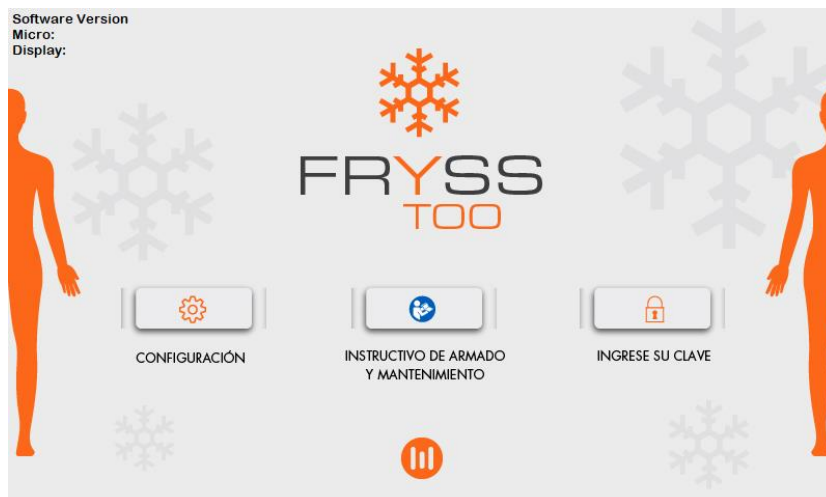 Software Version
Micro:
Display:
FRYSS
TOO
CONFIGURACIÓN
INSTRUCTIVO DE ARMADO
Y MANTENIMIENTO
INGRESE SU CLAVE